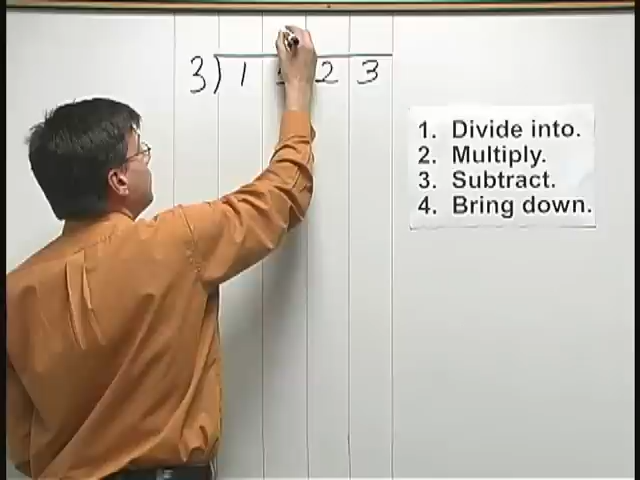 3) 1 2 3
1. Divide into.
2. Multiply.
3. Subtract.
4. Bring down.